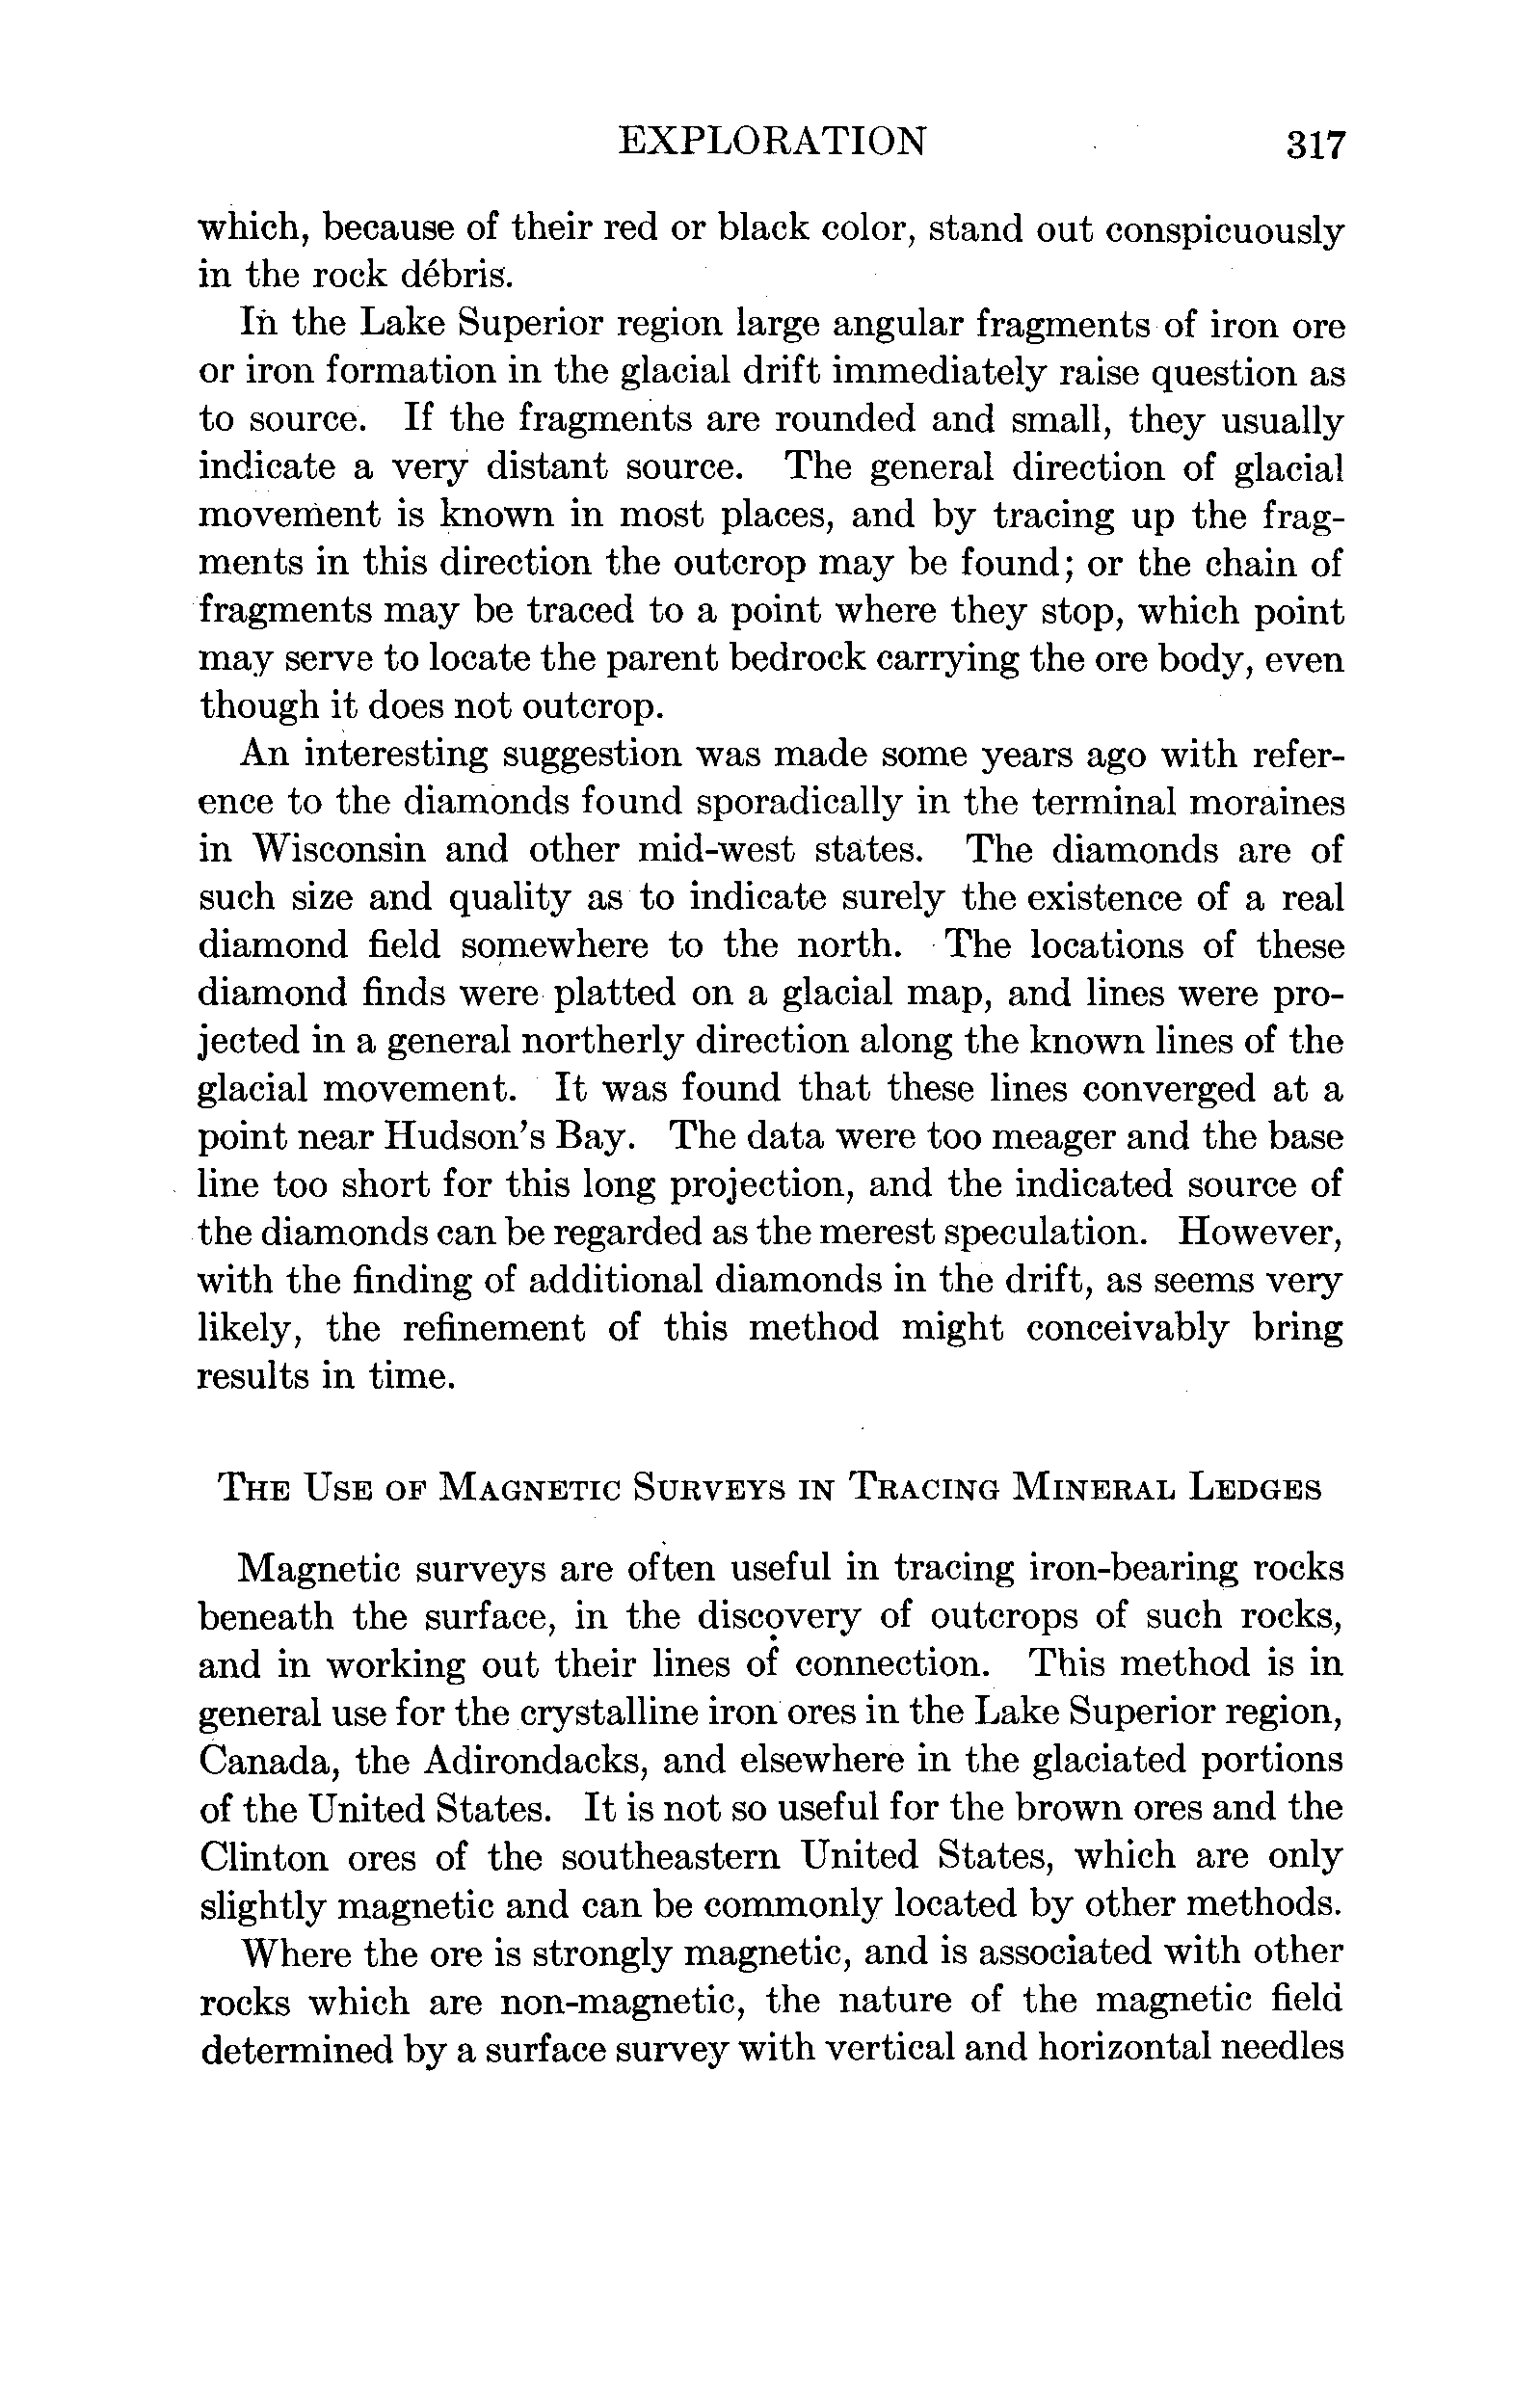 EXPLORATION 317
which, because of their red or black color, stand out conspicuously
in the rock débris.
In the Lake Superior region large angular fragments of iron ore
or iron formation in the glacial drift immediately raise question as
to source. If the fragments are rounded and small, they usually
indicate a very distant source. The general direction of glacial
movement is known in most places, and by tracing up the frag-
ments in this direction the outcrop may be found; or the chain of
fragments may be traced to a point where they stop, which point
may serve to locate the parent bedrock carrying the ore body, even
though it does not outcrop.
An interesting suggestion was made some years ago with refer-
ence to the diamonds found sporadically in the terminal moraines
in Wisconsin and other mid-west states. The diamonds are of
such size and quality as to indicate surely the existence of a real
diamond field somewhere to the north. The locations of these
diamond finds were platted on a glacial map, and lines were pro-
jected in a general northerly direction along the known lines of the
glacial movement. It was found that these lines converged at a
point near Hudson's Bay. The data were too meager and the base
line too short for this long projection, and the indicated source of
the diamonds can be regarded as the merest speculation. However,
with the finding of additional diamonds in the drift, as seems very
likely, the refinement of this method might conceivably bring
results in time.
THE USE OF MAGNETIC SURVEYS IN TRACING MINERAL LEDGES
Magnetic surveys are often useful in tracing iron-bearing rocks
beneath the surface, in the discovery of outcrops of such rocks,
and in working out their lines of connection. This method is in
general use for the crystalline iron ores in the Lake Superior region,
Canada, the Adirondacks, and elsewhere in the glaciated portions
of the United States. It is not so useful for the brown ores and the
Clinton ores of the southeastern United States, which are only
slightly magnetic and can be commonly located by other methods.
Where the ore is strongly magnetic, and is associated with other
rocks which are non-magnetic, the nature of the magnetic field
determined by a surface survey with vertical and horizontal needles